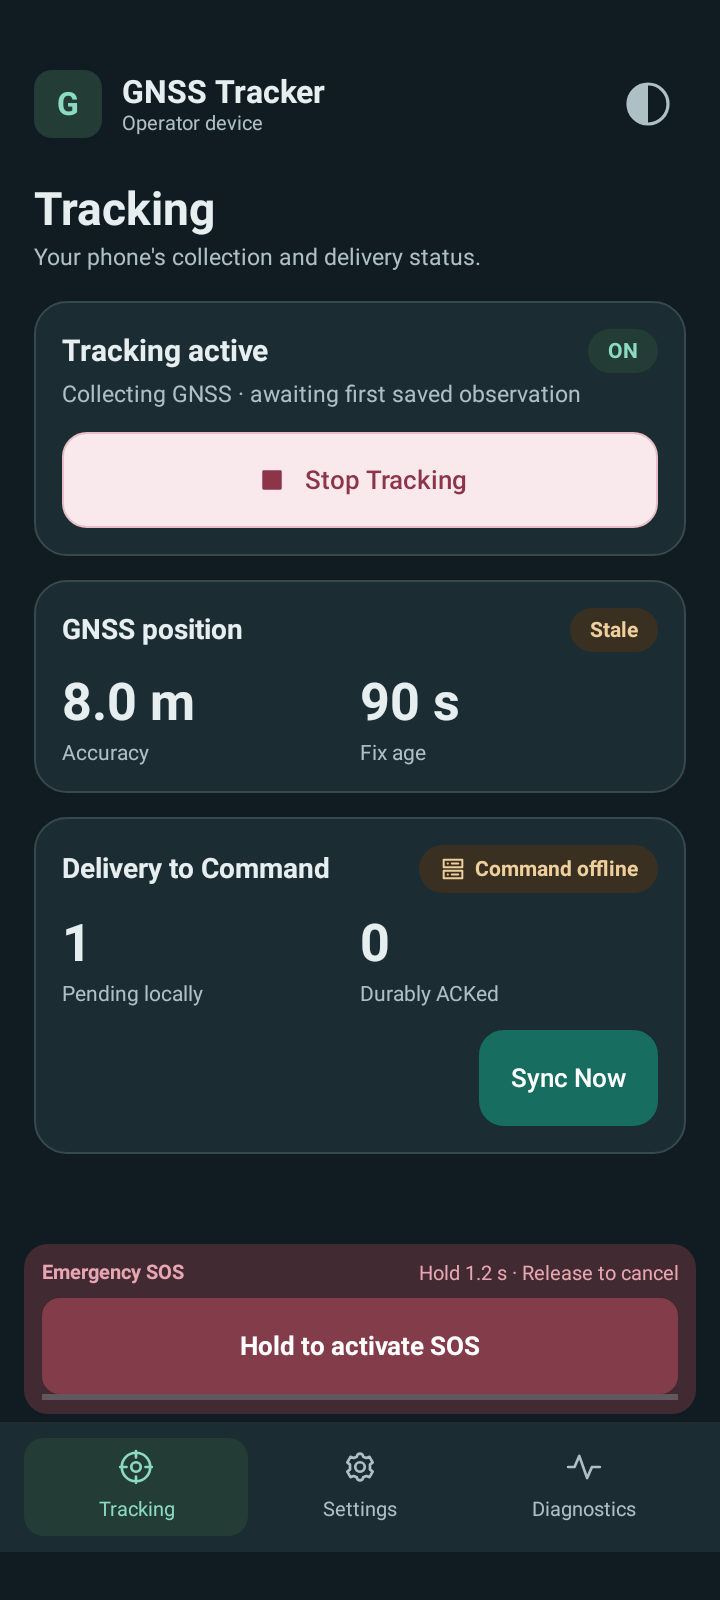 G
GNSS Tracker
Operator device
Tracking
Your phone's collection and delivery status.
Tracking active
ON
Collecting GNSS · awaiting first saved observation
Stop Tracking
GNSS position
Stale
8.0 m
90 s
Accuracy
Fix age
Delivery to Command
Command offline
1
0
Pending locally
Durably ACKed
Sync Now
Emergency SOS
Hold 1.2 s · Release to cancel
Hold to activate SOS
Tracking
Settings
Diagnostics